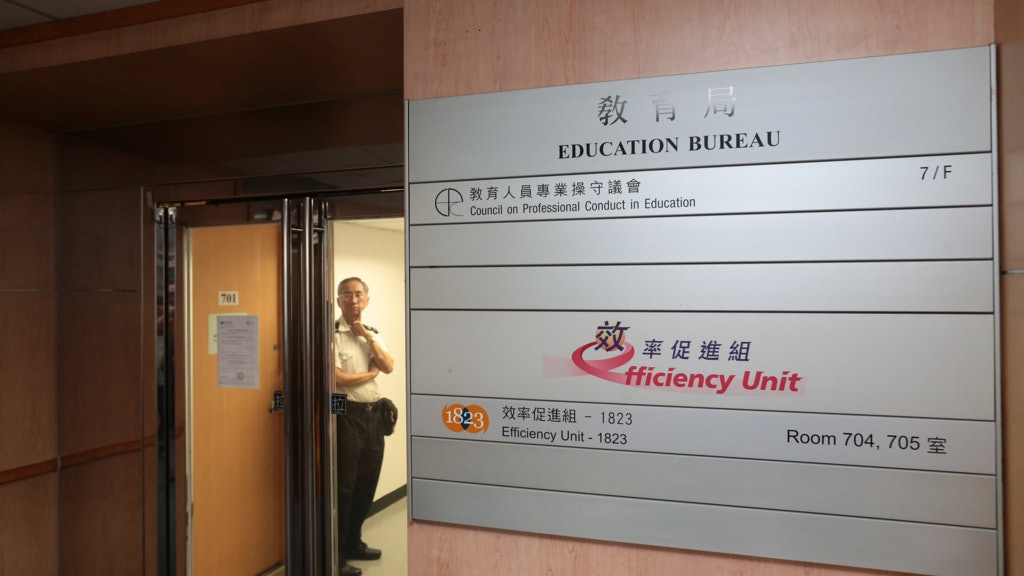 教育局
EDUCATION BUREAU
教育人員專業操守議會
Council on Professional Conduct in Education
7/F
效率促進組
Efficiency Unit
1823
效率促進組 - 1823
Efficiency Unit - 1823
Room 704, 705 室
701
拉